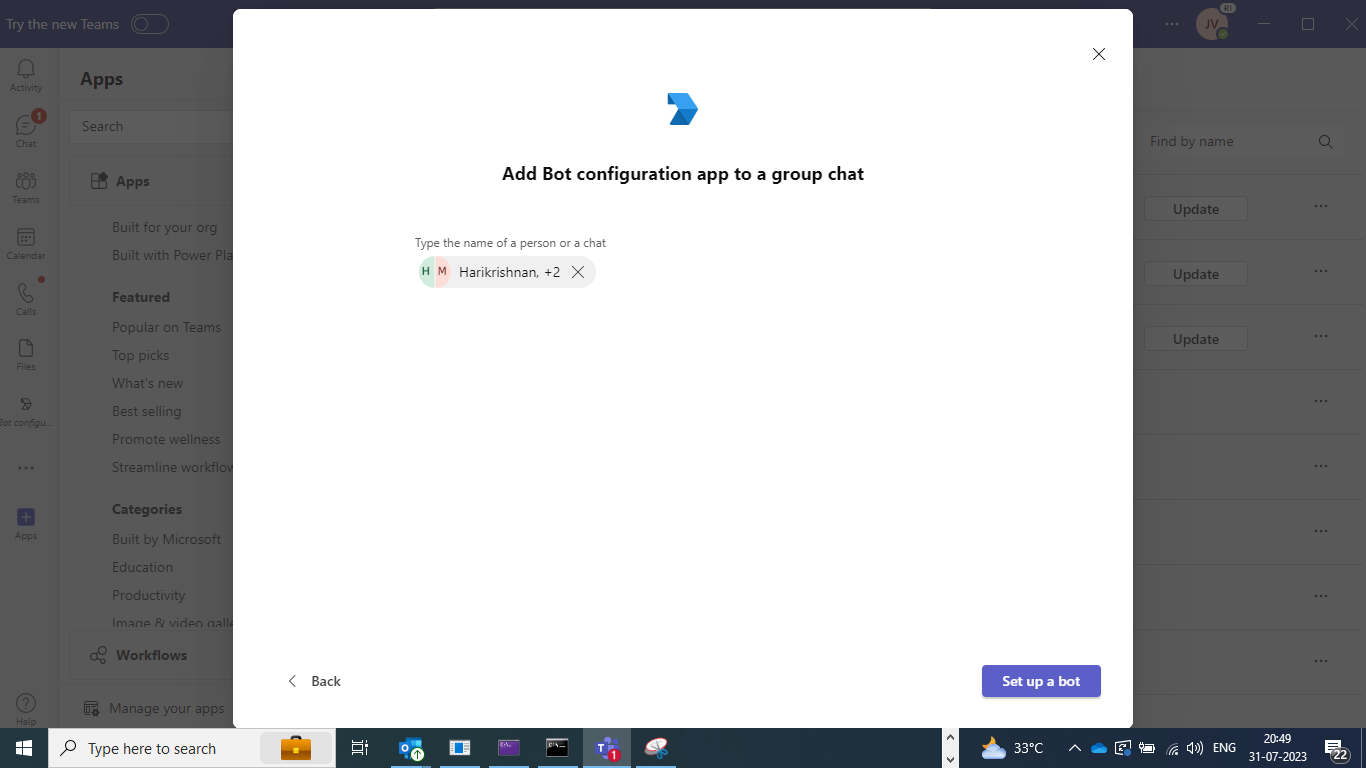 Try the new Teams
JV
R1
Activity
Chat
1
Teams
Calendar
Calls
Files
Bot configu...
Apps
Help
Apps
Search
Apps
Built for your org
Built with Power Pla
Featured
Popular on Teams
Top picks
What's new
Best selling
Promote wellness
Streamline workflow
Categories
Built by Microsoft
Education
Productivity
Image & video galle
Workflows
Manage your apps
Add Bot configuration app to a group chat
Type the name of a person or a chat
H M Harikrishnan, +2
Back
Set up a bot
Find by name
Update
Update
Update
Type here to search
1
33°C
ENG
20:49
31-07-2023
22